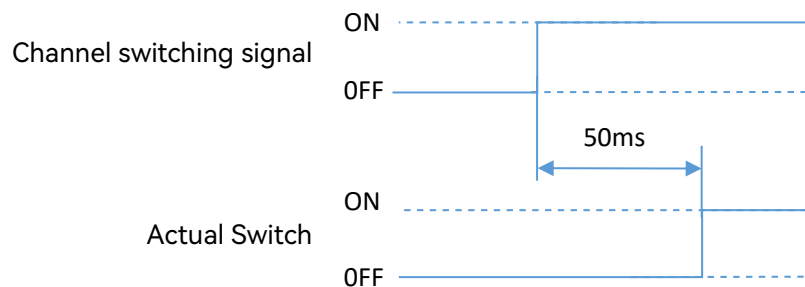 ON
Channel switching signal
0FF
50ms
ON
Actual Switch
0FF